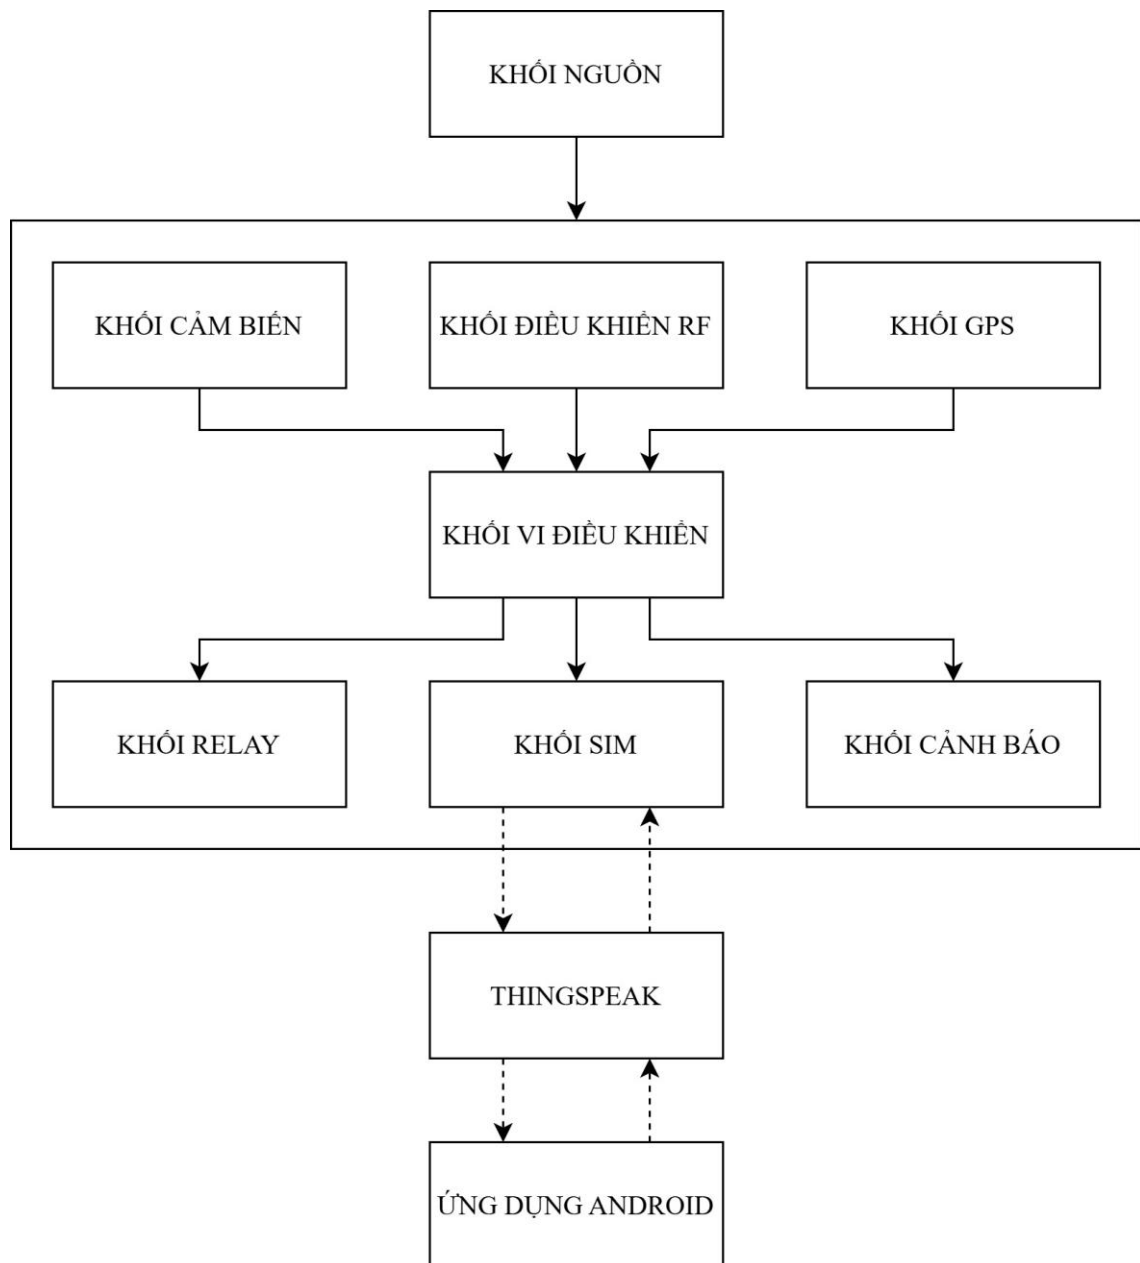 KHỐI NGUỒN
KHỐI CẢM BIẾN
KHỐI ĐIỀU KHIỂN RF
KHỐI GPS
KHỐI VI ĐIỀU KHIỂN
KHỐI RELAY
KHỐI SIM
KHỐI CẢNH BÁO
THINGSPEAK
ỨNG DỤNG ANDROID